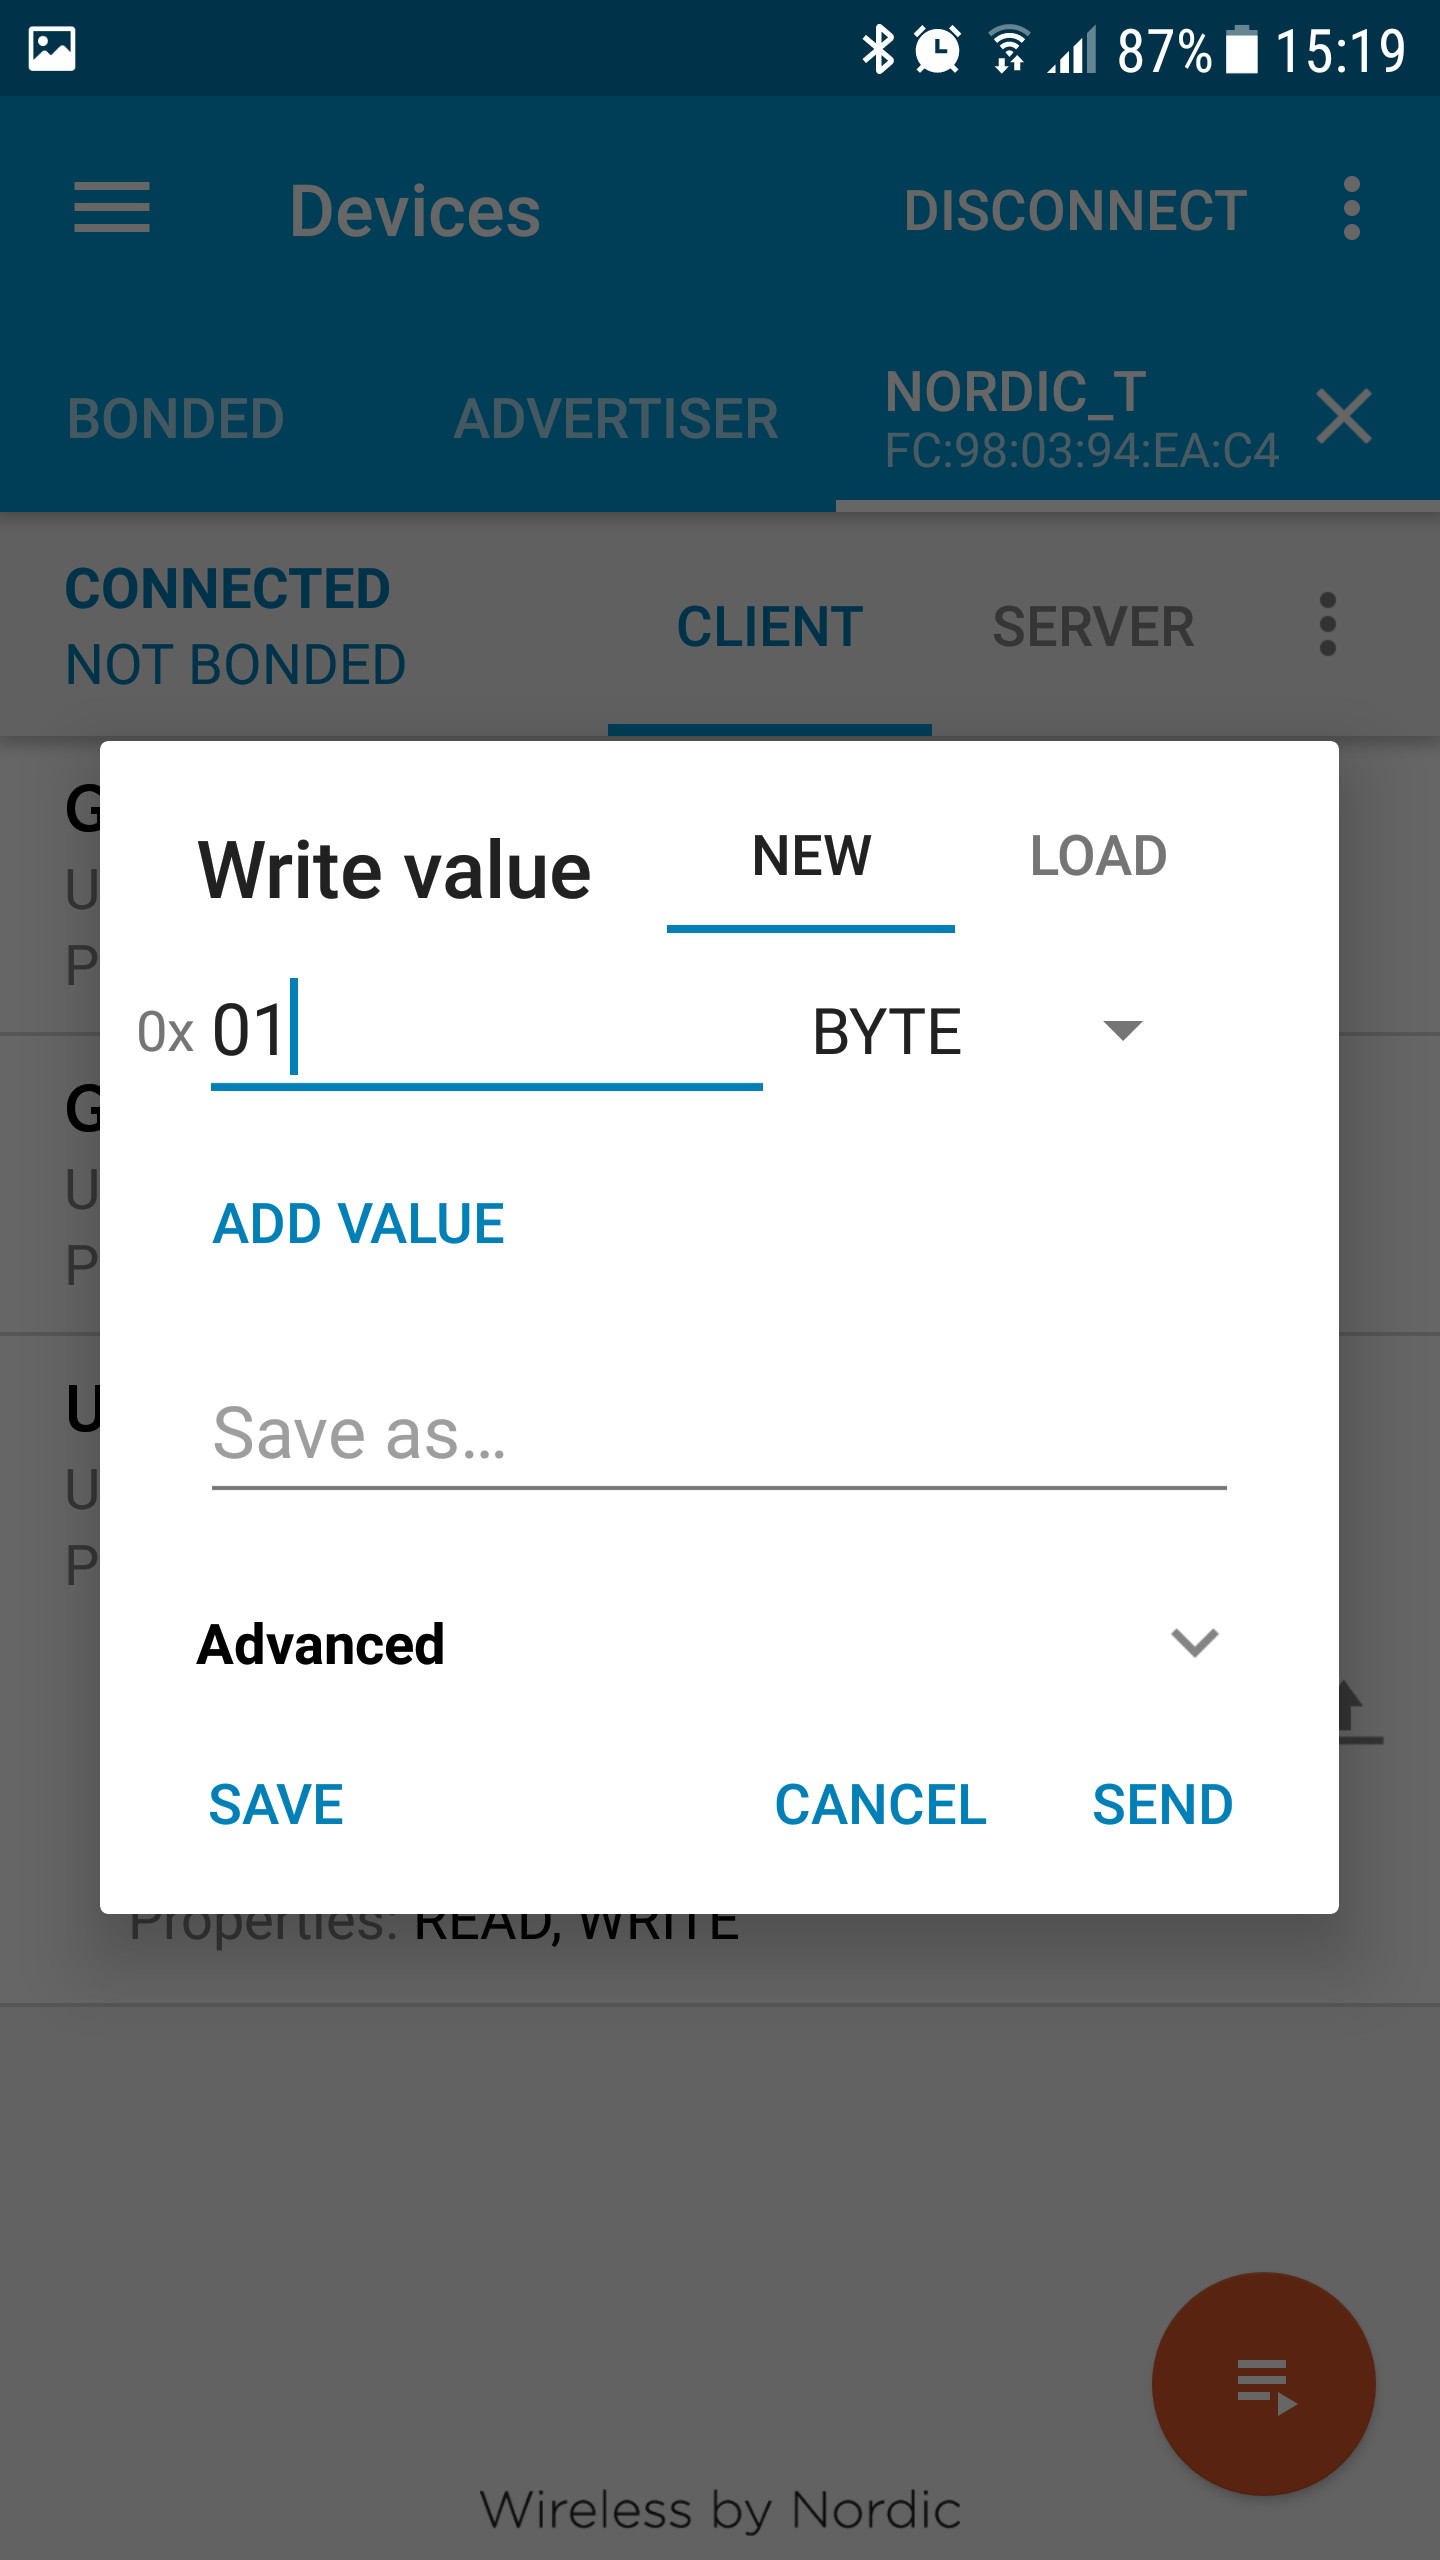 87% 15:19
Devices DISCONNECT
BONDED ADVERTISER NORDIC_T
FC:98:03:94:EA:C4
CONNECTED
NOT BONDED
CLIENT SERVER
G
U
P
G
U
P
U
U
P
Write value NEW LOAD
0x 01 BYTE
ADD VALUE
Save as...
Advanced
SAVE CANCEL SEND
Properties: READ, WRITE
Wireless by Nordic